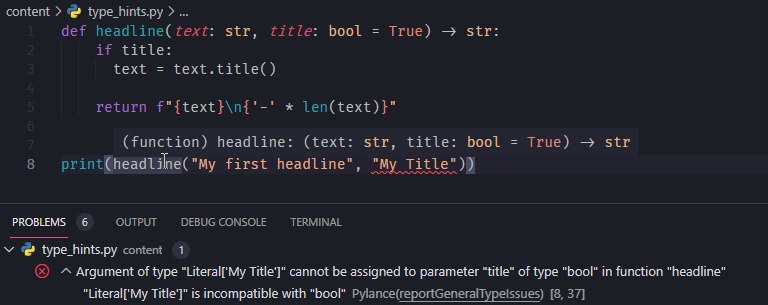 content > type_hints.py > ...
1 def headline(text: str, title: bool = True) -> str:
2 if title:
3 text = text.title()
4
5 return f"{text}\n{'-' * len(text)}"
6
7 (function) headline: (text: str, title: bool = True) -> str
8 print(headline("My first headline", "My Title"))
PROBLEMS 6 OUTPUT DEBUG CONSOLE TERMINAL
type_hints.py content 1
Argument of type "Literal['My Title']" cannot be assigned to parameter "title" of type "bool" in function "headline"
"Literal['My Title']" is incompatible with "bool" Pylance(reportGeneralTypeIssues) [8, 37]